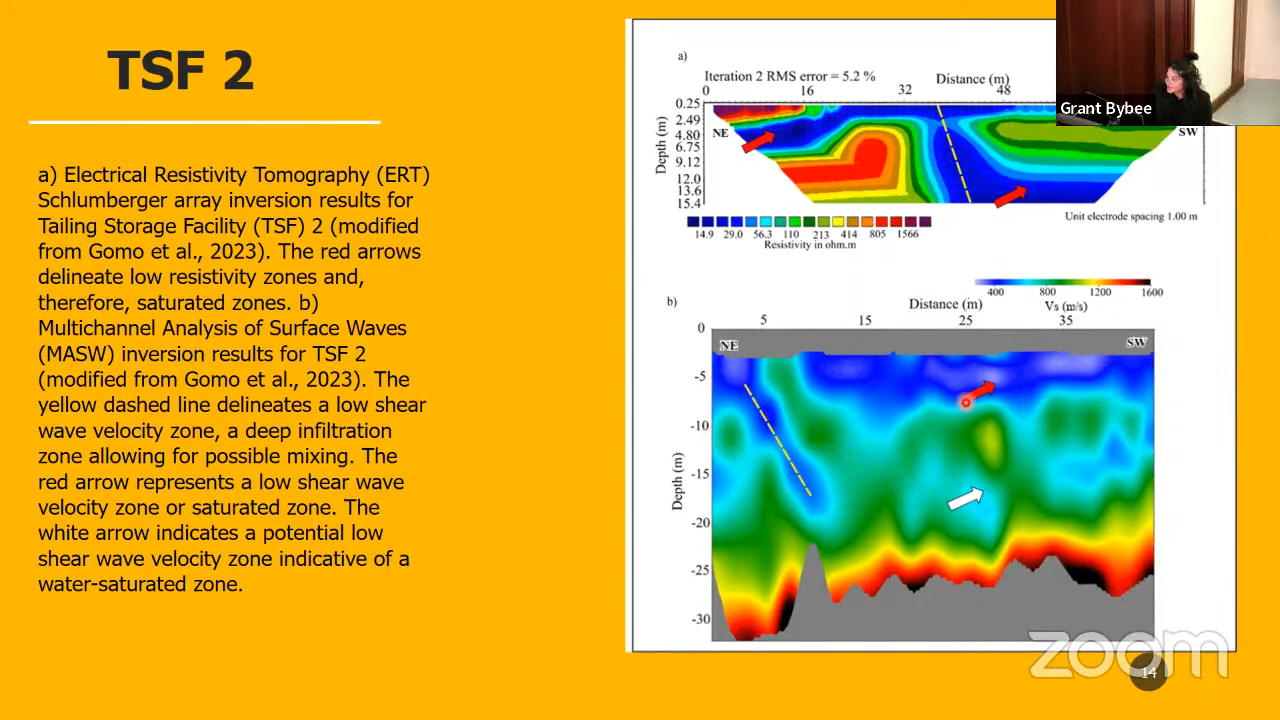 TSF 2
a) Electrical Resistivity Tomography (ERT)
Schlumberger array inversion results for
Tailing Storage Facility (TSF) 2 (modified
from Gomo et al., 2023). The red arrows
delineate low resistivity zones and,
therefore, saturated zones. b)
Multichannel Analysis of Surface Waves
(MASW) inversion results for TSF 2
(modified from Gomo et al., 2023). The
yellow dashed line delineates a low shear
wave velocity zone, a deep infiltration
zone allowing for possible mixing. The
red arrow represents a low shear wave
velocity zone or saturated zone. The
white arrow indicates a potential low
shear wave velocity zone indicative of a
water-saturated zone.
a)
Iteration 2 RMS error = 5.2 %
Distance (m)
0 16 32 48
Depth (m)
0.25
2.49
4.80
6.75
9.12
12.0
13.6
15.4
NE
SW
Unit electrode spacing 1.00 m
14.9 29.0 56.3 110 213 414 805 1566
Resistivity in ohm.m
400 800 1200 1600
Vs (m/s)
b)
Distance (m)
5 15 25 35
Depth (m)
0
-5
-10
-15
-20
-25
-30
NE
SW
Grant Bybee
zoom
14